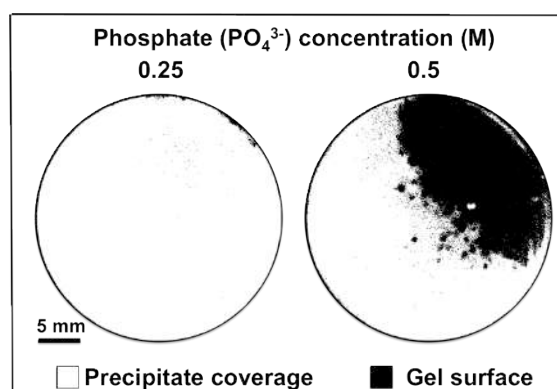 Phosphate (PO₄³⁻) concentration (M)
0.25 0.5
5 mm
Precipitate coverage Gel surface